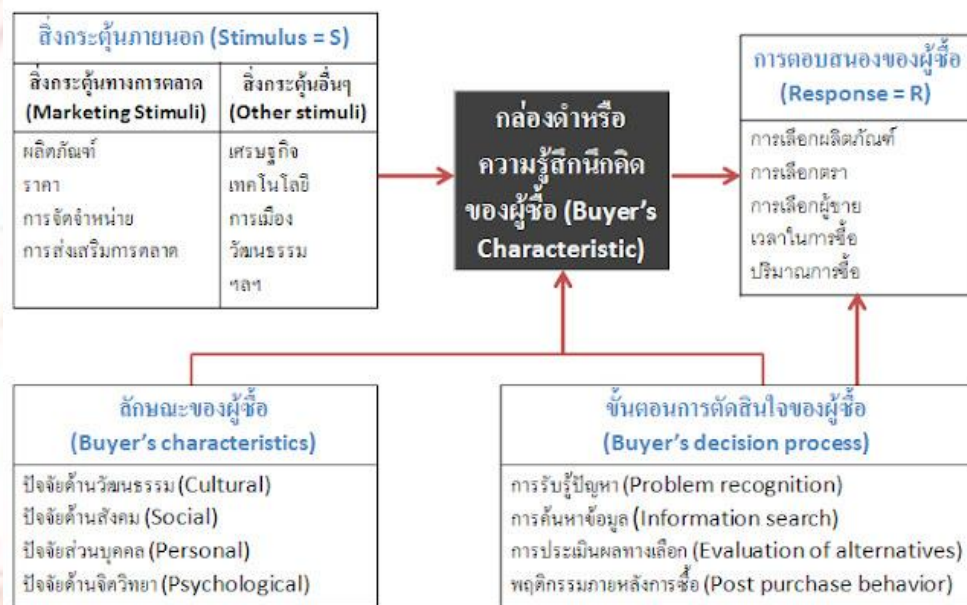 สิ่งกระตุ้นภายนอก (Stimulus = S)
สิ่งกระตุ้นทางการตลาด
(Marketing Stimuli)
ผลิตภัณฑ์
ราคา
การจัดจำหน่าย
การส่งเสริมการตลาด
สิ่งกระตุ้นอื่นๆ
(Other stimuli)
เศรษฐกิจ
เทคโนโลยี
การเมือง
วัฒนธรรม
ฯลฯ
กล่องดำหรือ
ความรู้สึกนึกคิด
ของผู้ซื้อ (Buyer’s
Characteristic)
การตอบสนองของผู้ซื้อ
(Response = R)
การเลือกผลิตภัณฑ์
การเลือกตรา
การเลือกผู้ขาย
เวลาในการซื้อ
ปริมาณการซื้อ
ลักษณะของผู้ซื้อ
(Buyer’s characteristics)
ปัจจัยด้านวัฒนธรรม (Cultural)
ปัจจัยด้านสังคม (Social)
ปัจจัยส่วนบุคคล (Personal)
ปัจจัยด้านจิตวิทยา (Psychological)
ขั้นตอนการตัดสินใจของผู้ซื้อ
(Buyer’s decision process)
การรับรู้ปัญหา (Problem recognition)
การค้นหาข้อมูล (Information search)
การประเมินผลทางเลือก (Evaluation of alternatives)
พฤติกรรมภายหลังการซื้อ (Post purchase behavior)